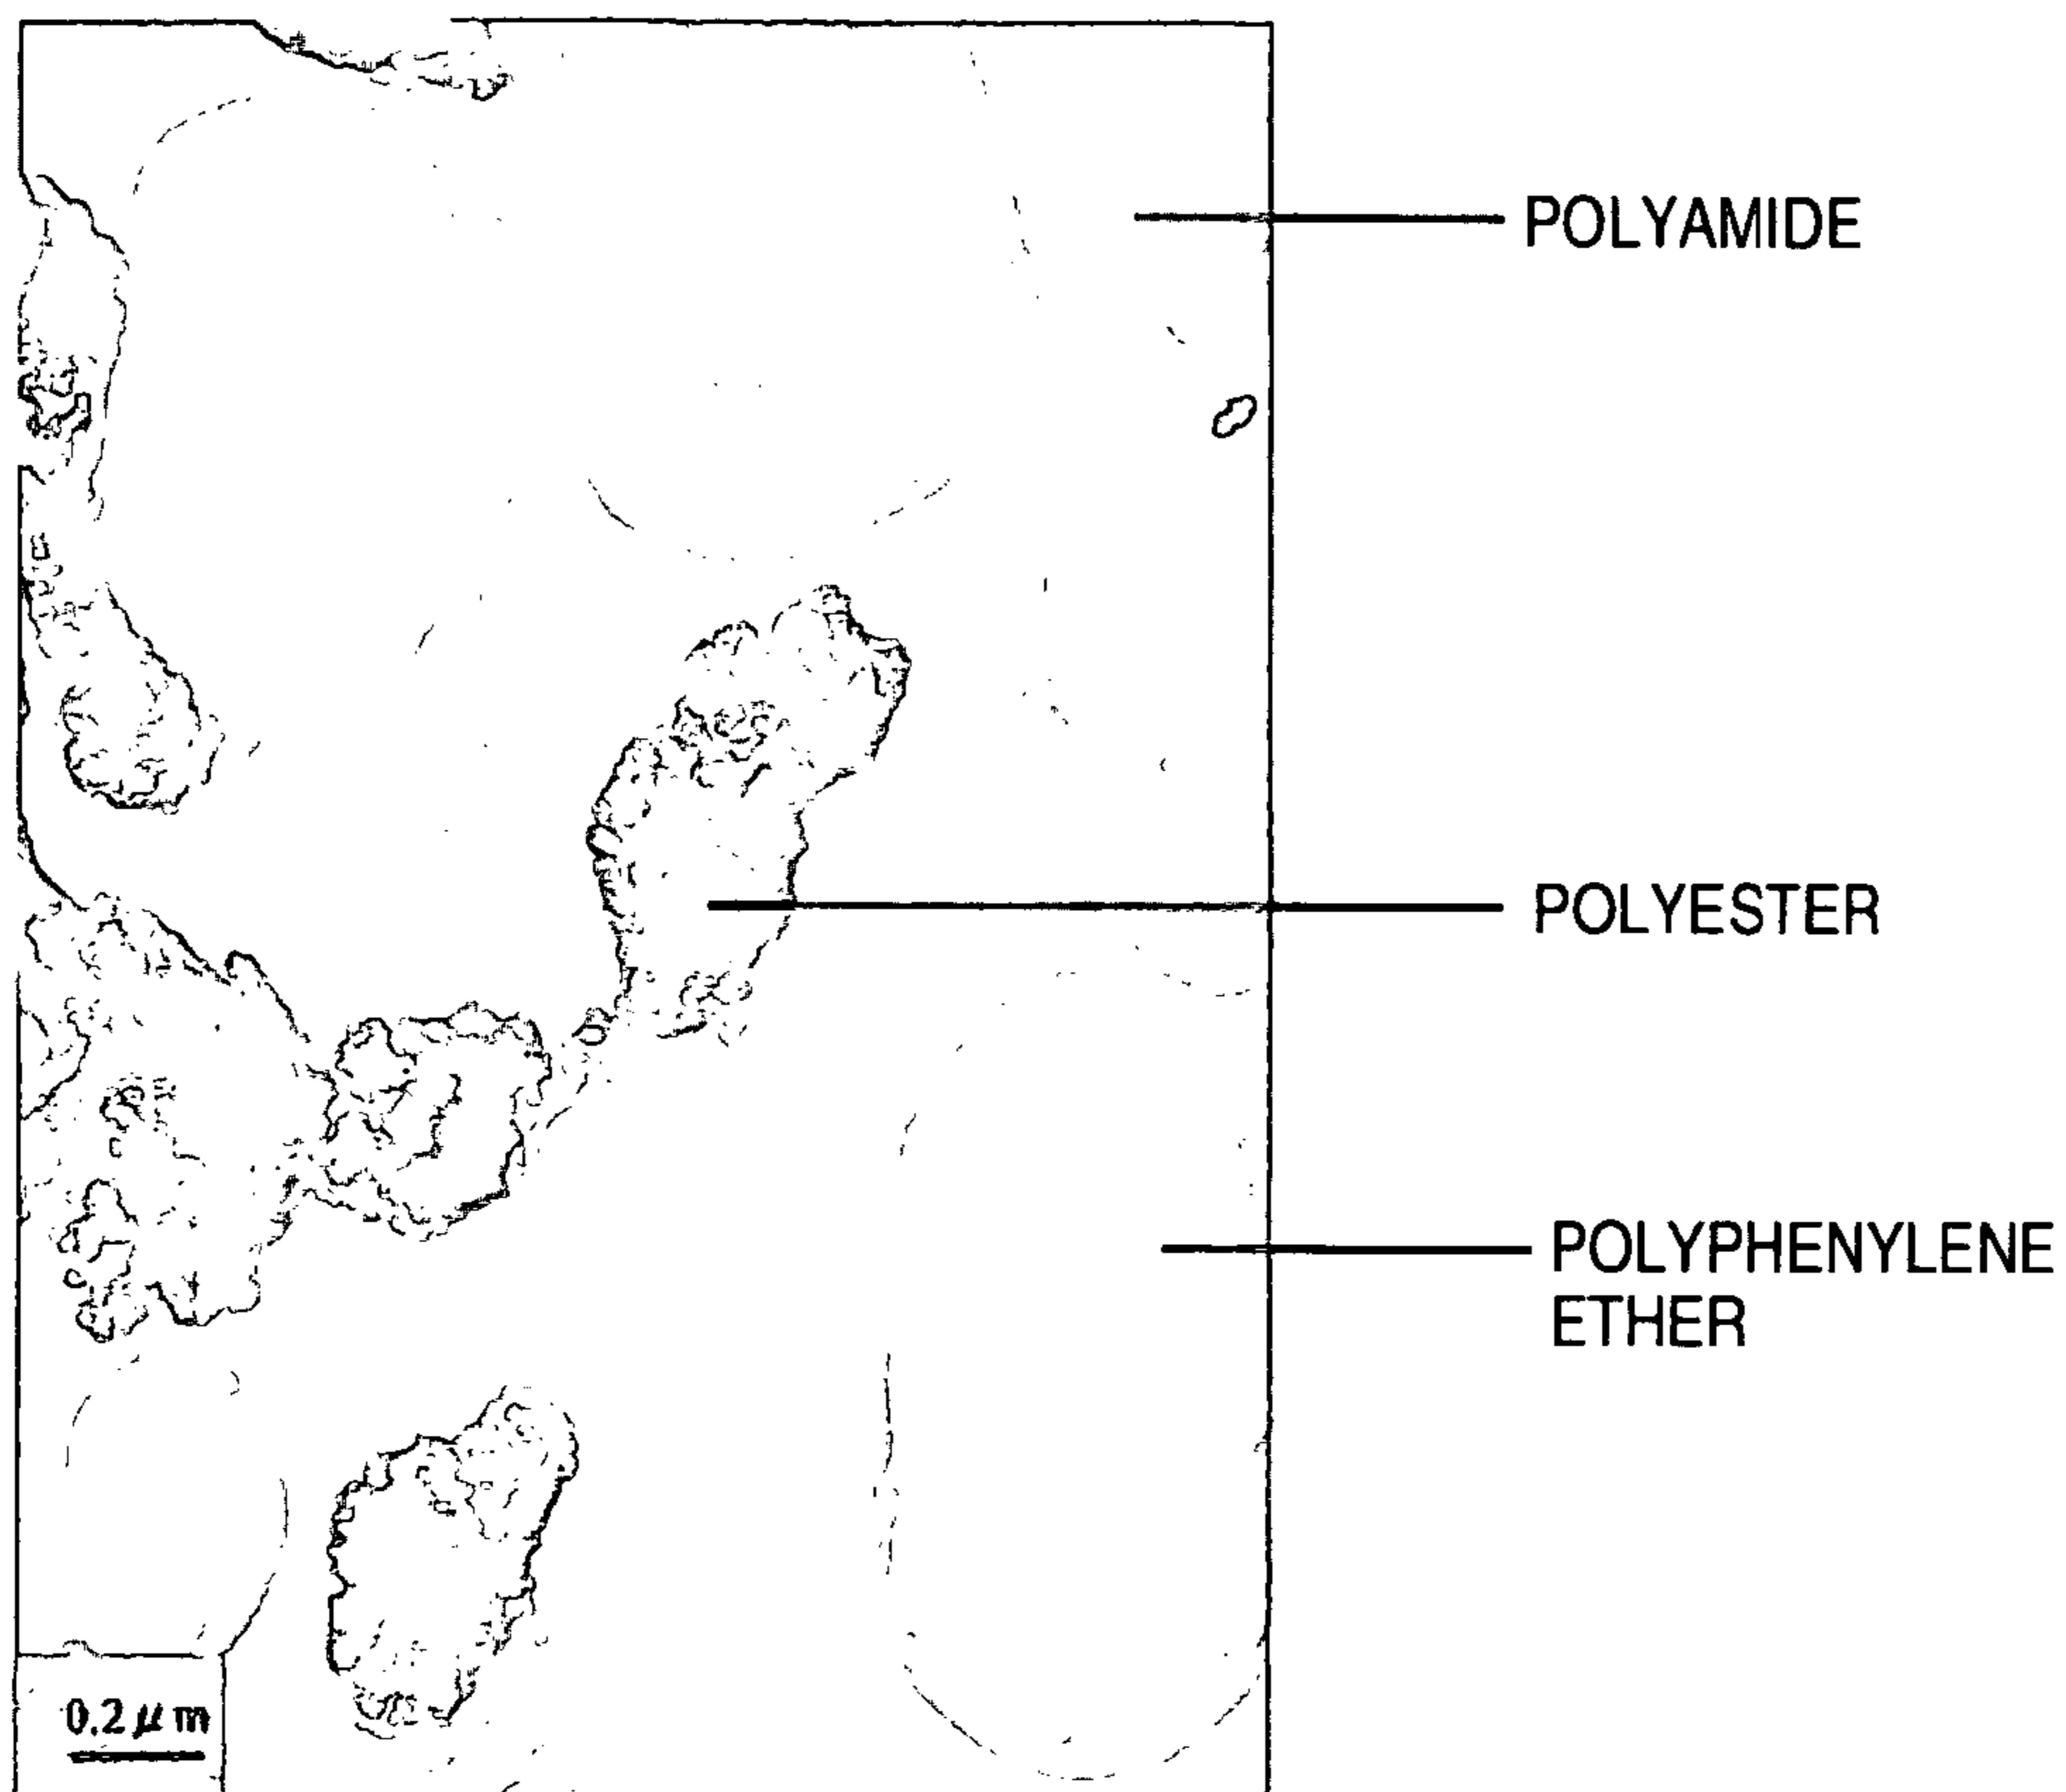 POLYAMIDE
POLYESTER
POLYPHENYLENE
ETHER
0.2 μm